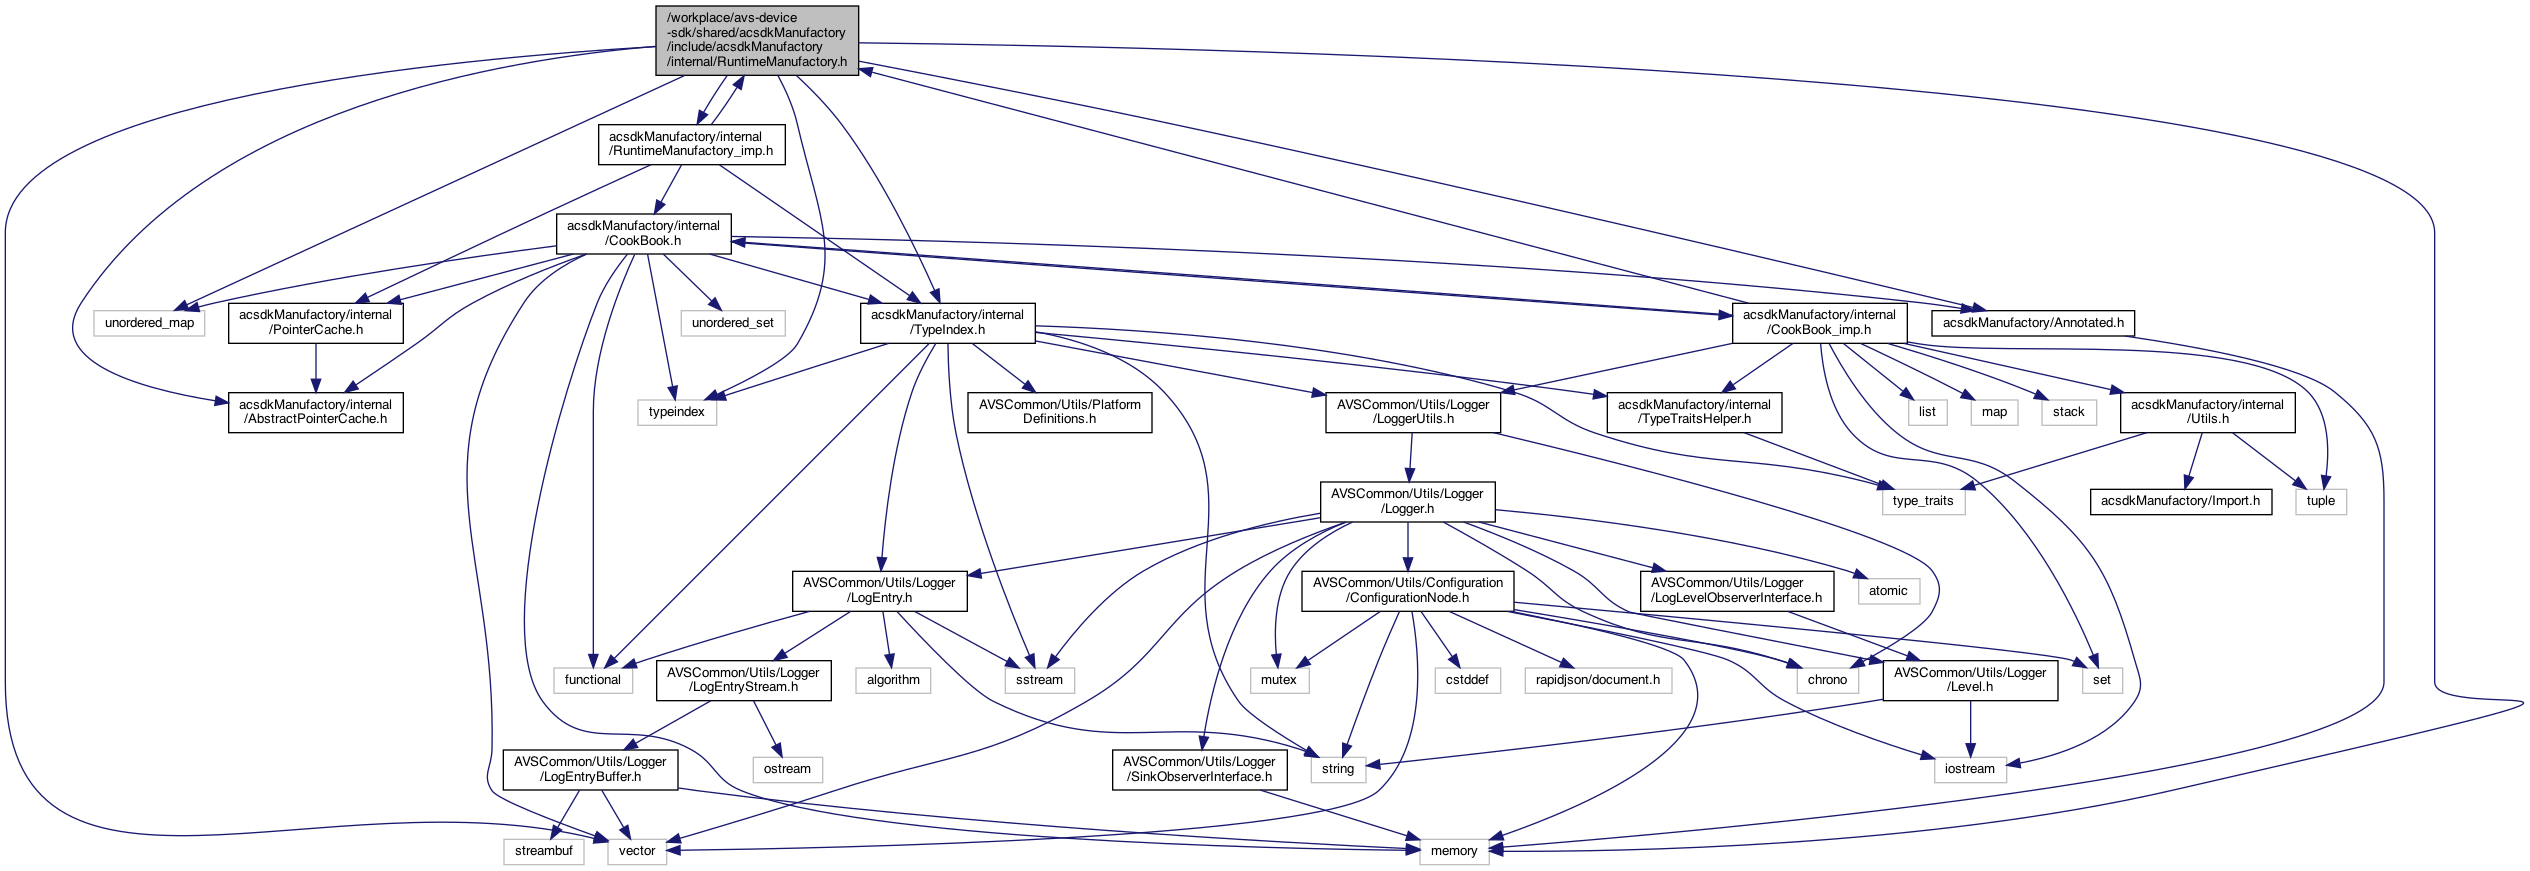 /workplace/avs-device
-sdk/shared/acsdkManufactory
/include/acsdkManufactory
/internal/RuntimeManufactory.h
acsdkManufactory/internal
/RuntimeManufactory_imp.h
acsdkManufactory/internal
/CookBook.h
unordered_map
acsdkManufactory/internal
/PointerCache.h
unordered_set
acsdkManufactory/internal
/TypeIndex.h
acsdkManufactory/internal
/CookBook_imp.h
acsdkManufactory/Annotated.h
acsdkManufactory/internal
/AbstractPointerCache.h
typeindex
AVSCommon/Utils/Platform
Definitions.h
AVSCommon/Utils/Logger
/LoggerUtils.h
acsdkManufactory/internal
/TypeTraitsHelper.h
list
map
stack
acsdkManufactory/internal
/Utils.h
AVSCommon/Utils/Logger
/Logger.h
type_traits
acsdkManufactory/Import.h
tuple
AVSCommon/Utils/Logger
/LogEntry.h
AVSCommon/Utils/Configuration
/ConfigurationNode.h
AVSCommon/Utils/Logger
/LogLevelObserverInterface.h
atomic
functional
AVSCommon/Utils/Logger
/LogEntryStream.h
algorithm
sstream
mutex
cstddef
rapidjson/document.h
chrono
AVSCommon/Utils/Logger
/Level.h
set
AVSCommon/Utils/Logger
/LogEntryBuffer.h
ostream
AVSCommon/Utils/Logger
/SinkObserverInterface.h
string
iostream
streambuf
vector
memory